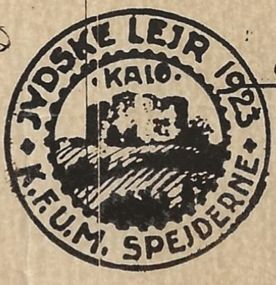 JYDSKE LEJR 1923
KALØ.
K.F.U.M. SPEJDERNE